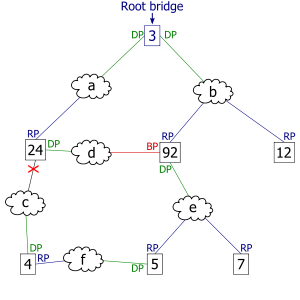 Root bridge
DP 3 DP
a
b
RP
RP
RP
24 DP
d
BP
92
12
DP
c
e
DP
RP
RP
4 RP
f
DP
5
7